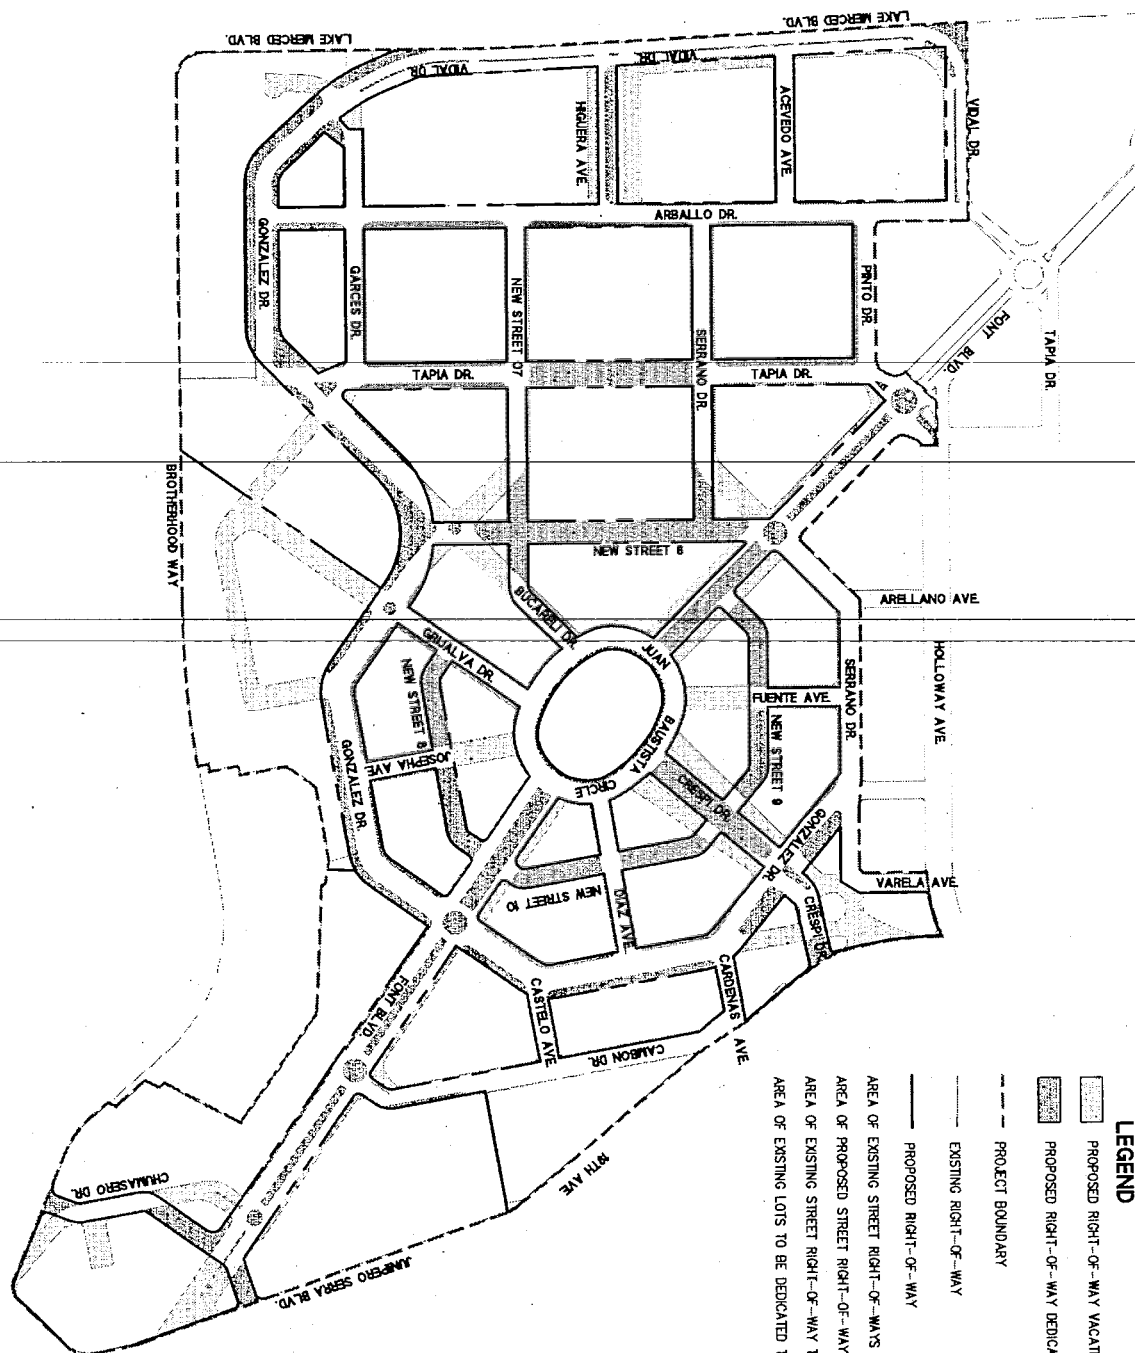 LAKE MERCED BLVD.
LAKE MERCED BLVD.
VIDAL DR.
VIDAL DR.
VIDAL DR.
HIGUERA AVE.
ACEVEDO AVE.
ARBALLO DR.
GONZALEZ DR.
GARCES DR.
NEW STREET 07
SERRANO DR.
PINTO DR.
FONT BLVD.
TAPIA DR.
TAPIA DR.
TAPIA DR.
BROTHERHOOD WAY
NEW STREET 6
BUCARELI DR.
ARELLANO AVE.
HOLLOWAY AVE.
JUAN
BAUSTISTA
CIRCLE
GRIJALVA DR.
NEW STREET 8
JOSEPHA AVE.
GONZALEZ DR.
FUENTE AVE.
NEW STREET 9
SERRANO DR.
CRESPI DR.
GONZALEZ DR.
VARELA AVE.
CRESPI DR.
NEW STREET 10
DIAZ AVE.
CARDENAS AVE.
CASTELO AVE.
CAMBON DR.
FONT BLVD.
19TH AVE.
CHUMASERO DR.
JUNIPERO SERRA BLVD.
LEGEND
PROPOSED RIGHT-OF-WAY VACAT
PROPOSED RIGHT-OF-WAY DEDICA
PROJECT BOUNDARY
EXISTING RIGHT-OF-WAY
PROPOSED RIGHT-OF-WAY
AREA OF EXISTING STREET RIGHT-OF-WAYS
AREA OF PROPOSED STREET RIGHT-OF-WAY
AREA OF EXISTING STREET RIGHT-OF-WAY T
AREA OF EXISTING LOTS TO BE DEDICATED T